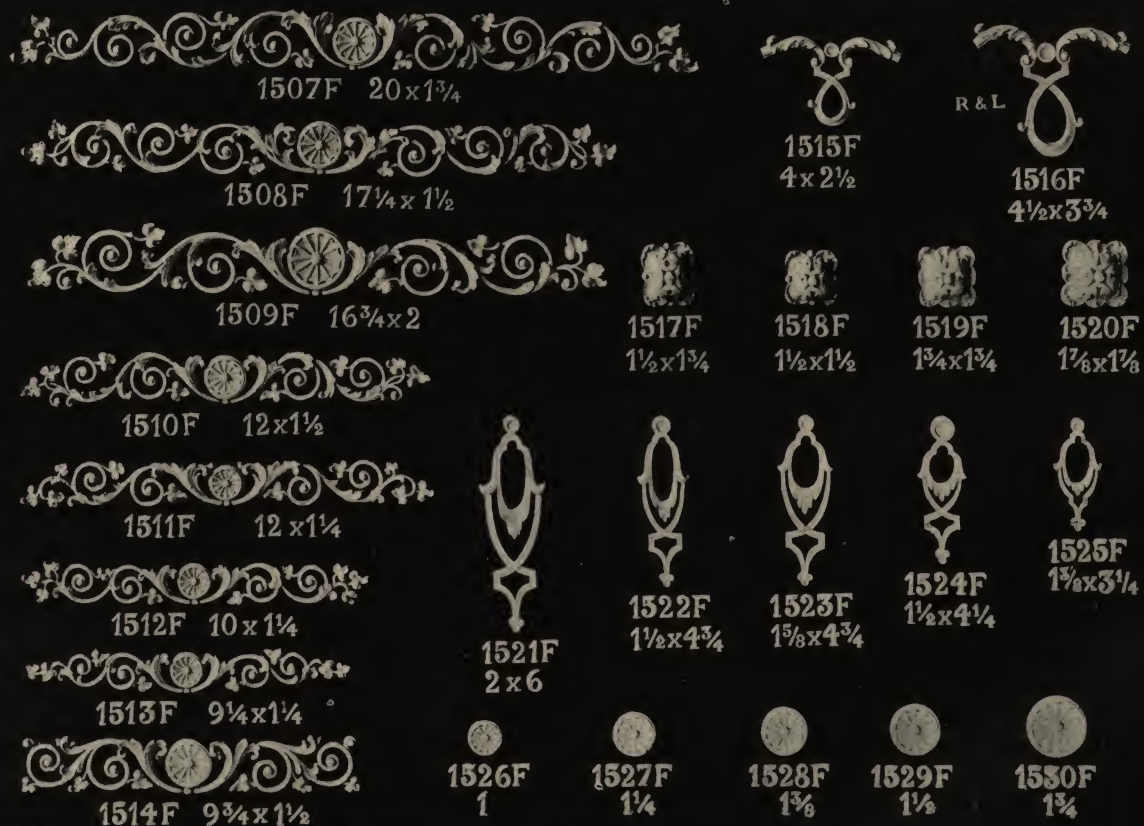 1507F 20x1¾
1508F 17¼x1½
1509F 16¾x2
1510F 12x1½
1511F 12x1¼
1512F 10x1¼
1513F 9¼x1¼
1514F 9¾x1½
1515F
4x2½
R & L
1516F
4½x3¾
1517F
1½x1¾
1518F
1½x1½
1519F
1¾x1¾
1520F
1⅞x1⅞
1521F
2x6
1522F
1½x4¾
1523F
1⅝x4¾
1524F
1½x4¼
1525F
1⅜x3¼
1526F
1
1527F
1¼
1528F
1⅜
1529F
1½
1530F
1¾